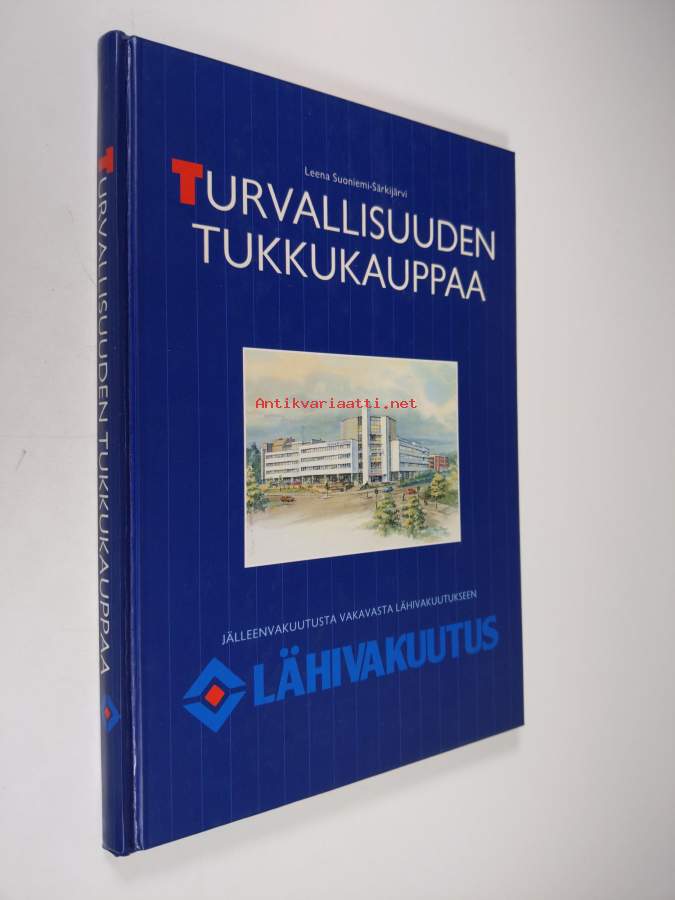 Leena Suoniemi-Särkijärvi
TURVALLISUUDEN
TUKKUKAUPPAA
Antikvariaatti.net
JÄLLEENVAKUUTUSTA VAKAVASTA LÄHIVAKUUTUKSEEN
LÄHIVAKUUTUS
TURVALLISUUDEN TUKKUKAUPPAA